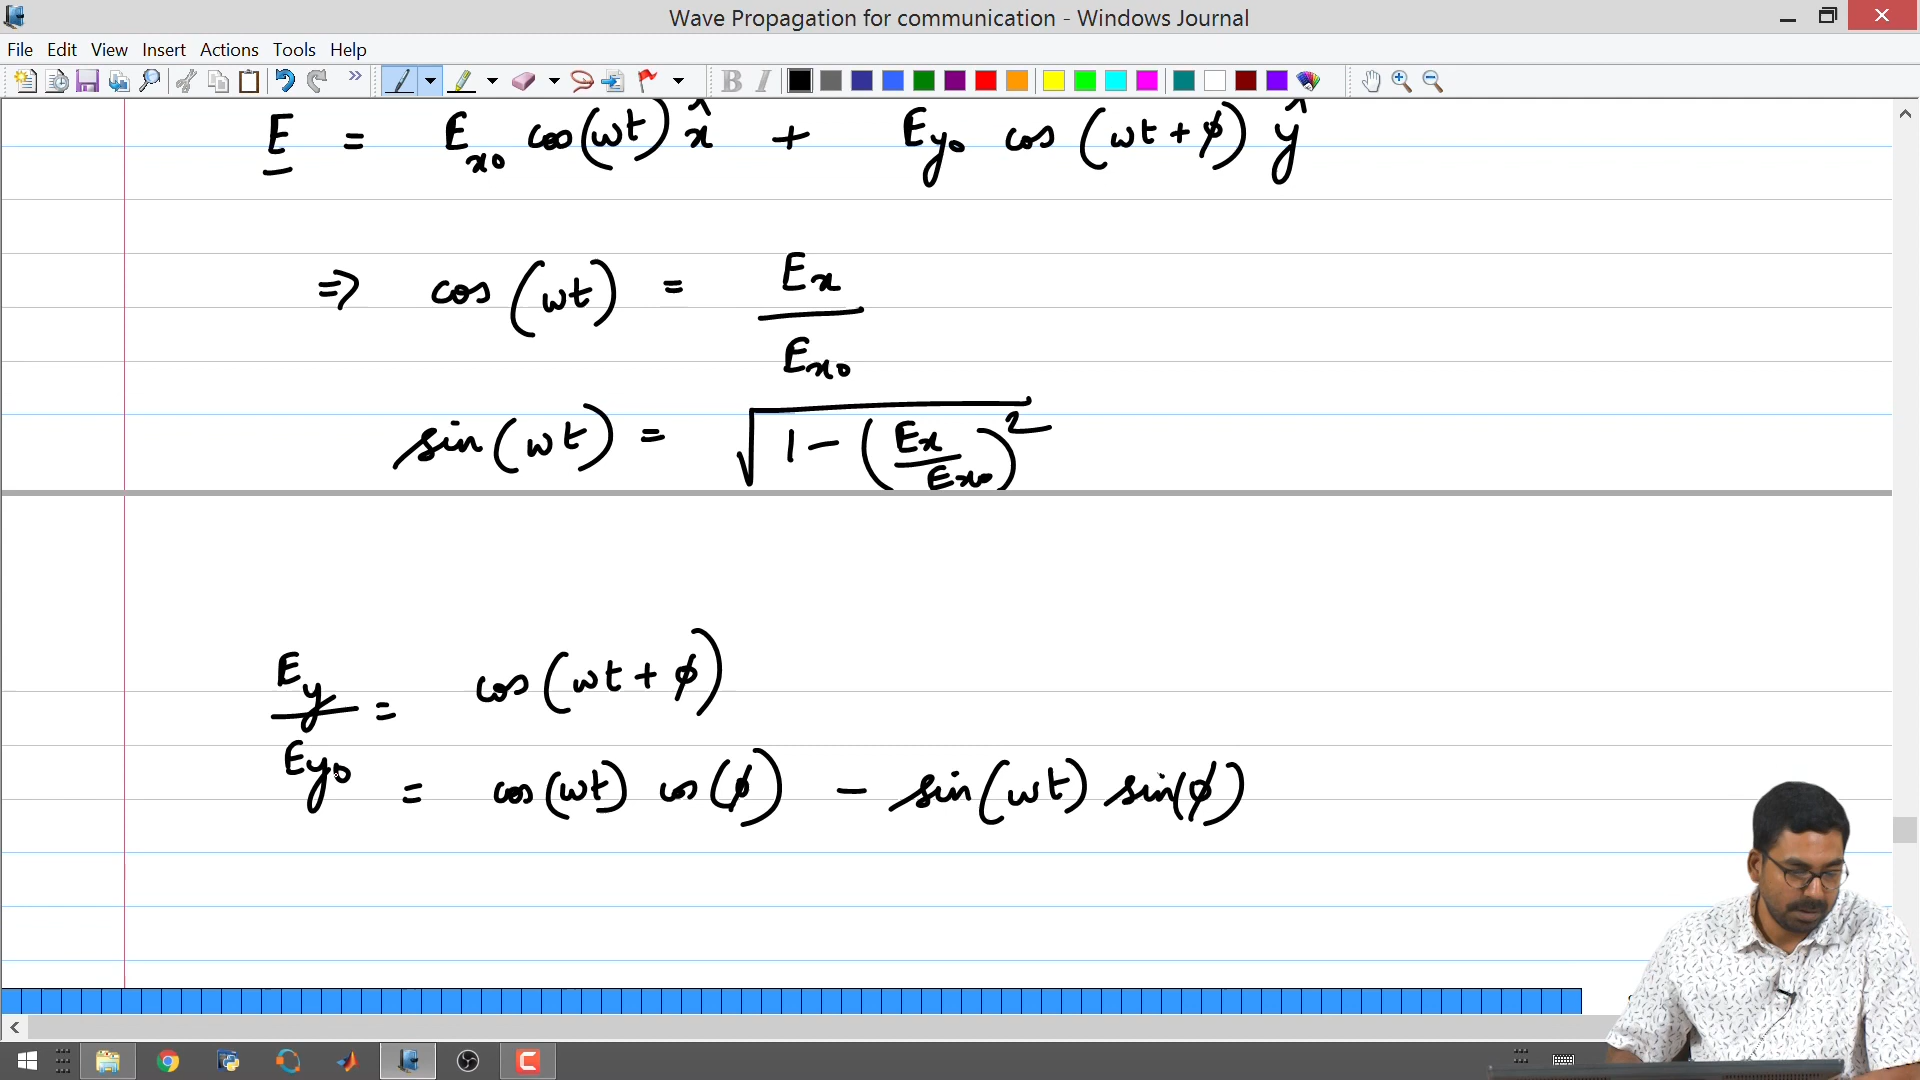 Wave Propagation for communication - Windows Journal
File Edit View Insert Actions Tools Help
B I
E = Ex0 cos(ωt) x̂ + Ey0 cos (ωt + φ) ŷ
⇒ cos (ωt) = Ex / Ex0
sin(ωt) = √(1 - (Ex / Ex0)²)
Ey / Ey0 = cos (ωt + φ)
= cos (ωt) cos (φ) - sin (ωt) sin(φ)